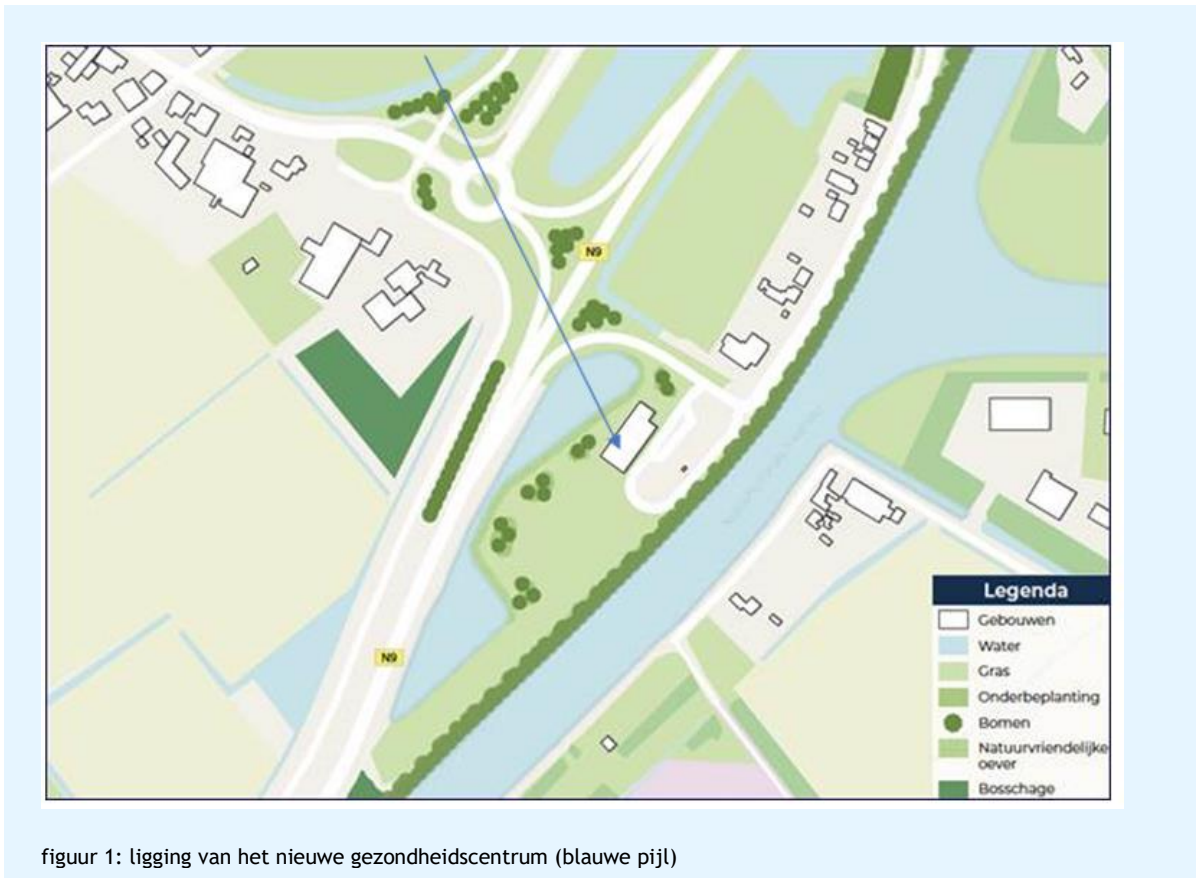 N9
N9
Legenda
Gebouwen
Water
Gras
Onderbeplanting
Bomen
Natuurvriendelijke
oever
Bosschage
figuur 1: ligging van het nieuwe gezondheidscentrum (blauwe pijl)